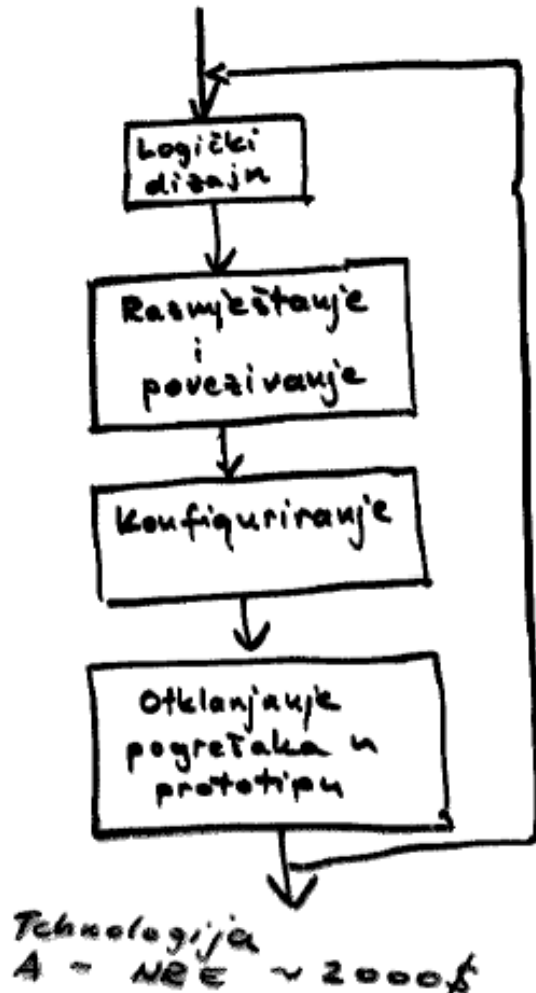 Logički
dizajn
Razmještanje
i
povezivanje
Konfiguriranje
Otklanjanje
pogrešaka u
prototipu
Tehnologija
A - NRE ~ 2000$